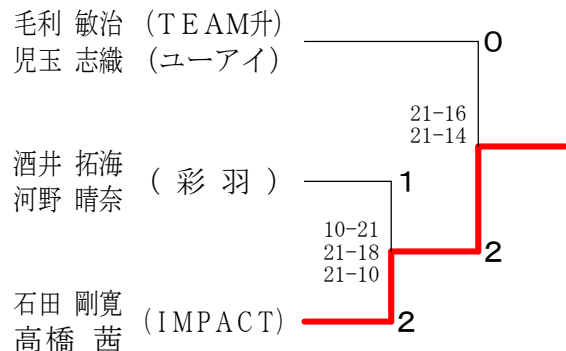 毛利 敏治 (TEAM升)
児玉 志織 (ユーアイ)
0
21-16
21-14
酒井 拓海
河野 晴奈
(彩羽)
1
10-21
21-18
21-10
2
石田 剛寛
高橋 茜
(IMPACT)
2